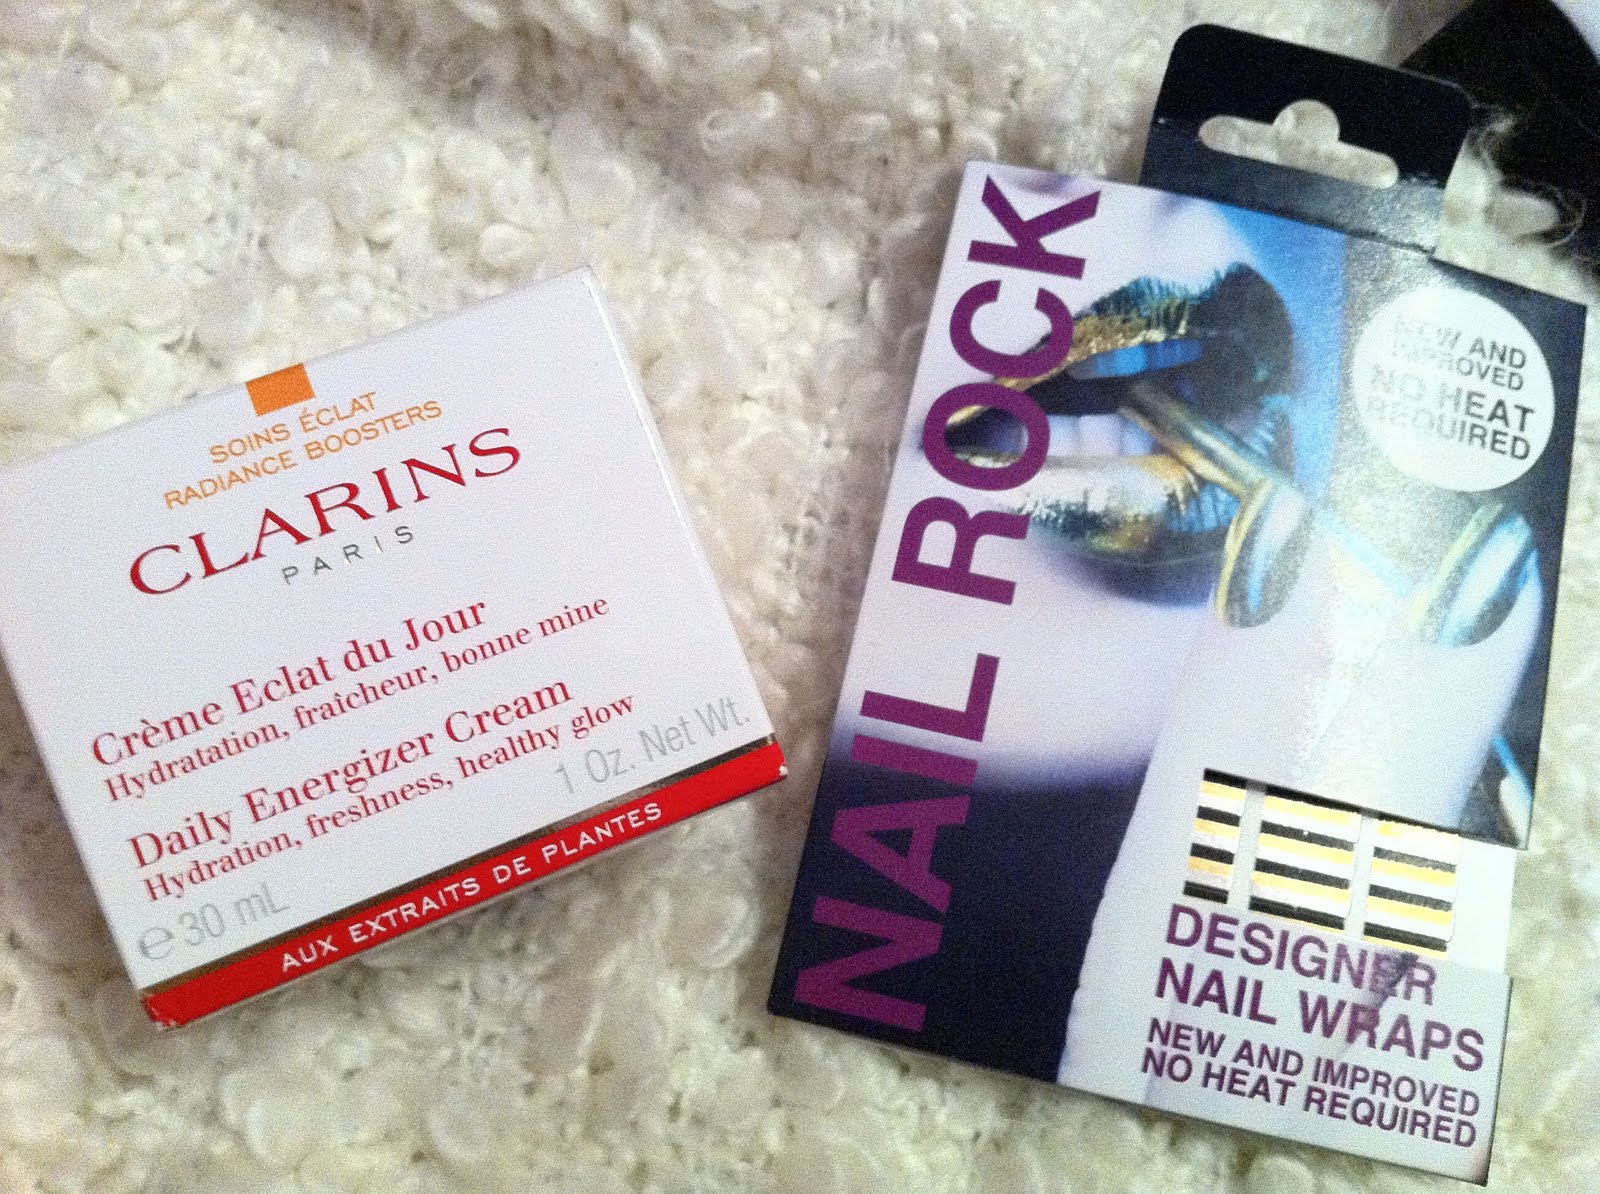 SOINS ÉCLAT
RADIANCE BOOSTERS
CLARINS
PARIS
Crème Eclat du Jour
Hydratation, fraîcheur, bonne mine
Daily Energizer Cream
Hydration, freshness, healthy glow
e 30 mL
1 Oz. Net Wt.
AUX EXTRAITS DE PLANTES
NAIL ROCK
NEW AND
IMPROVED
NO HEAT
REQUIRED
DESIGNER
NAIL WRAPS
NEW AND IMPROVED
NO HEAT REQUIRED